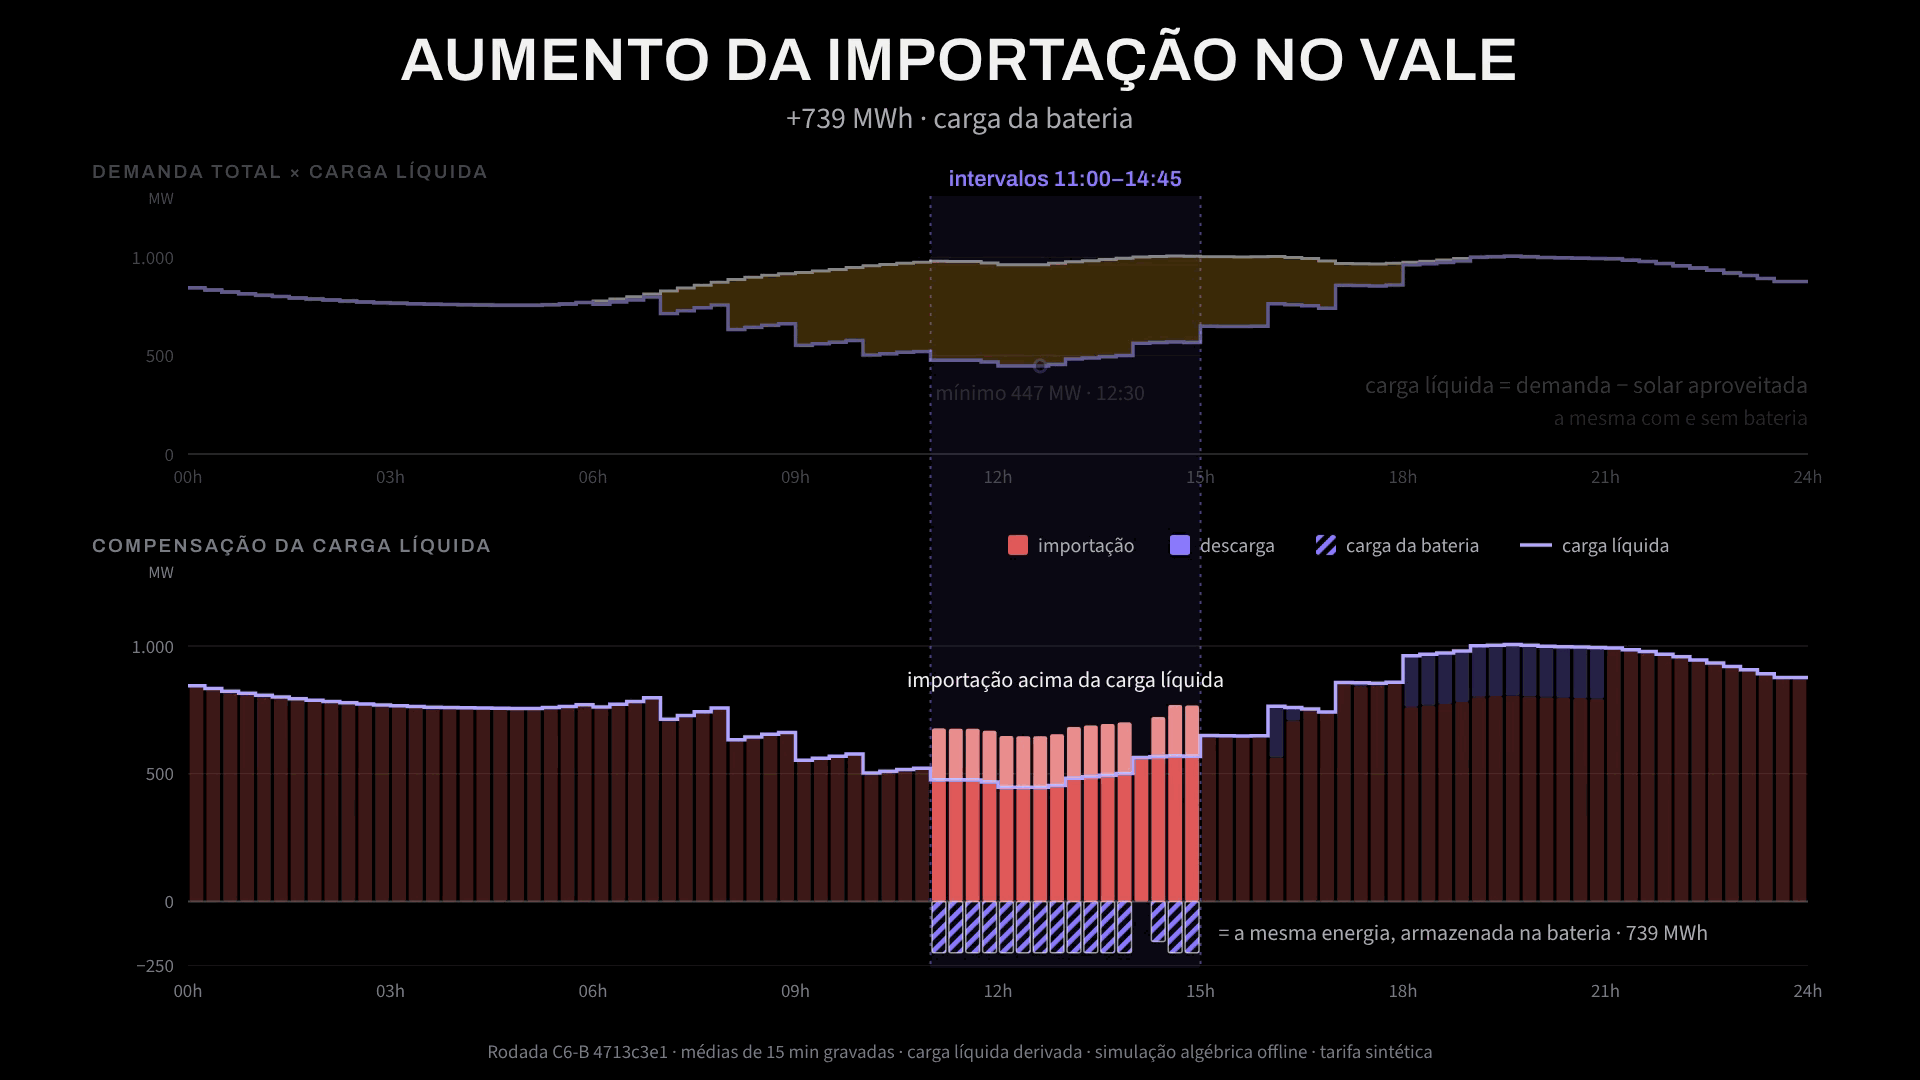 AUMENTO DA IMPORTAÇÃO NO VALE
+739 MWh · carga da bateria
DEMANDA TOTAL × CARGA LÍQUIDA
MW
intervalos 11:00–14:45
1.000
500
0
mínimo 447 MW · 12:30
carga líquida = demanda − solar aproveitada
a mesma com e sem bateria
00h 03h 06h 09h 12h 15h 18h 21h 24h
COMPENSAÇÃO DA CARGA LÍQUIDA
importação descarga carga da bateria carga líquida
MW
1.000
500
0
−250
importação acima da carga líquida
= a mesma energia, armazenada na bateria · 739 MWh
00h 03h 06h 09h 12h 15h 18h 21h 24h
Rodada C6-B 4713c3e1 · médias de 15 min gravadas · carga líquida derivada · simulação algébrica offline · tarifa sintética